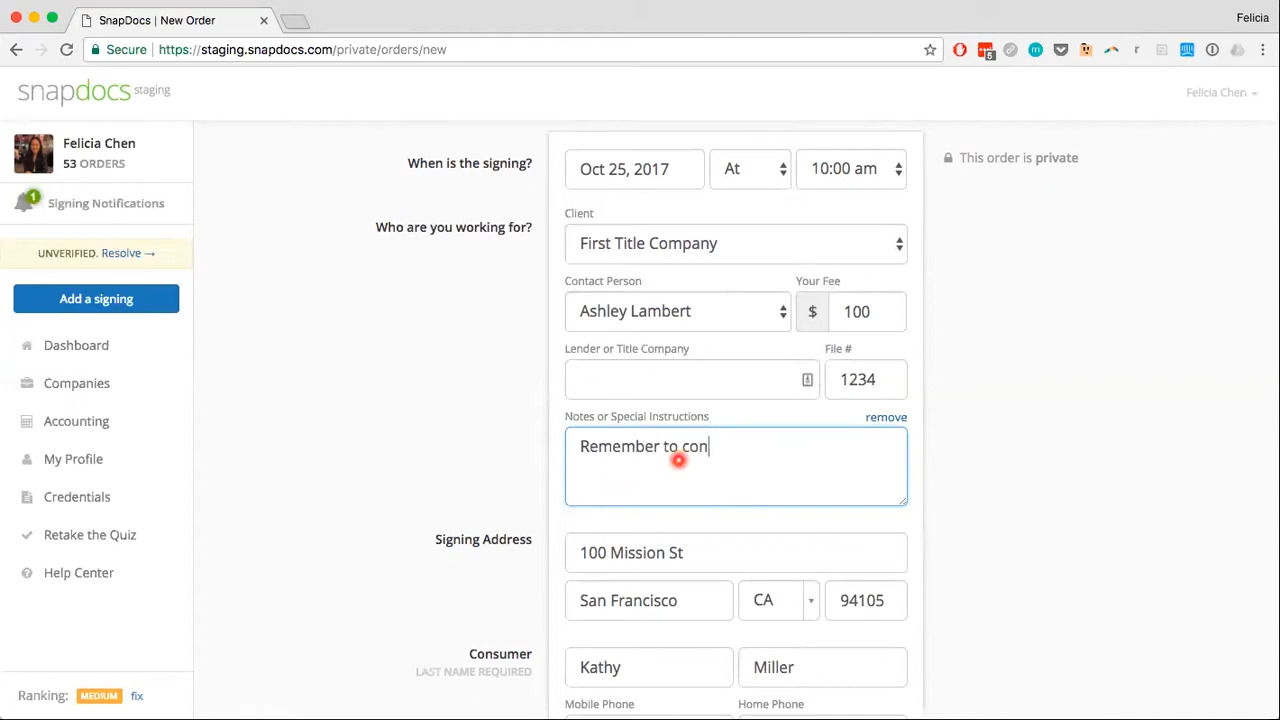 SnapDocs | New Order
Felicia
Secure https://staging.snapdocs.com/private/orders/new
5
snapdocs staging
Felicia Chen
Felicia Chen
53 ORDERS
1
Signing Notifications
UNVERIFIED. Resolve →
Add a signing
Dashboard
Companies
Accounting
My Profile
Credentials
Retake the Quiz
Help Center
Ranking: MEDIUM fix
When is the signing?
Oct 25, 2017 At 10:00 am
This order is private
Who are you working for?
Client
First Title Company
Contact Person Your Fee
Ashley Lambert $ 100
Lender or Title Company File #
1234
Notes or Special Instructions remove
Remember to con
Signing Address
100 Mission St
San Francisco CA 94105
Consumer
LAST NAME REQUIRED
Kathy Miller
Mobile Phone Home Phone